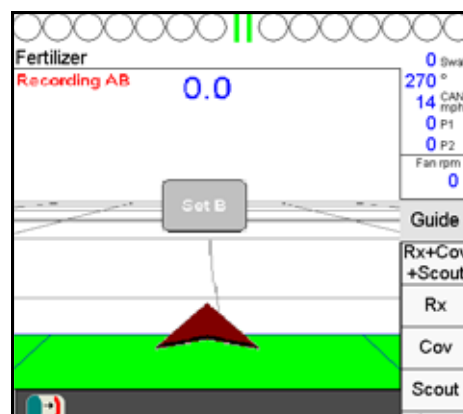 Fertilizer
Recording AB
0.0
0 Swa
270 °
14 CAN mph
0 P1
0 P2
Fan rpm
0
Set B
Guide
Rx+Cov
+Scout
Rx
Cov
Scout